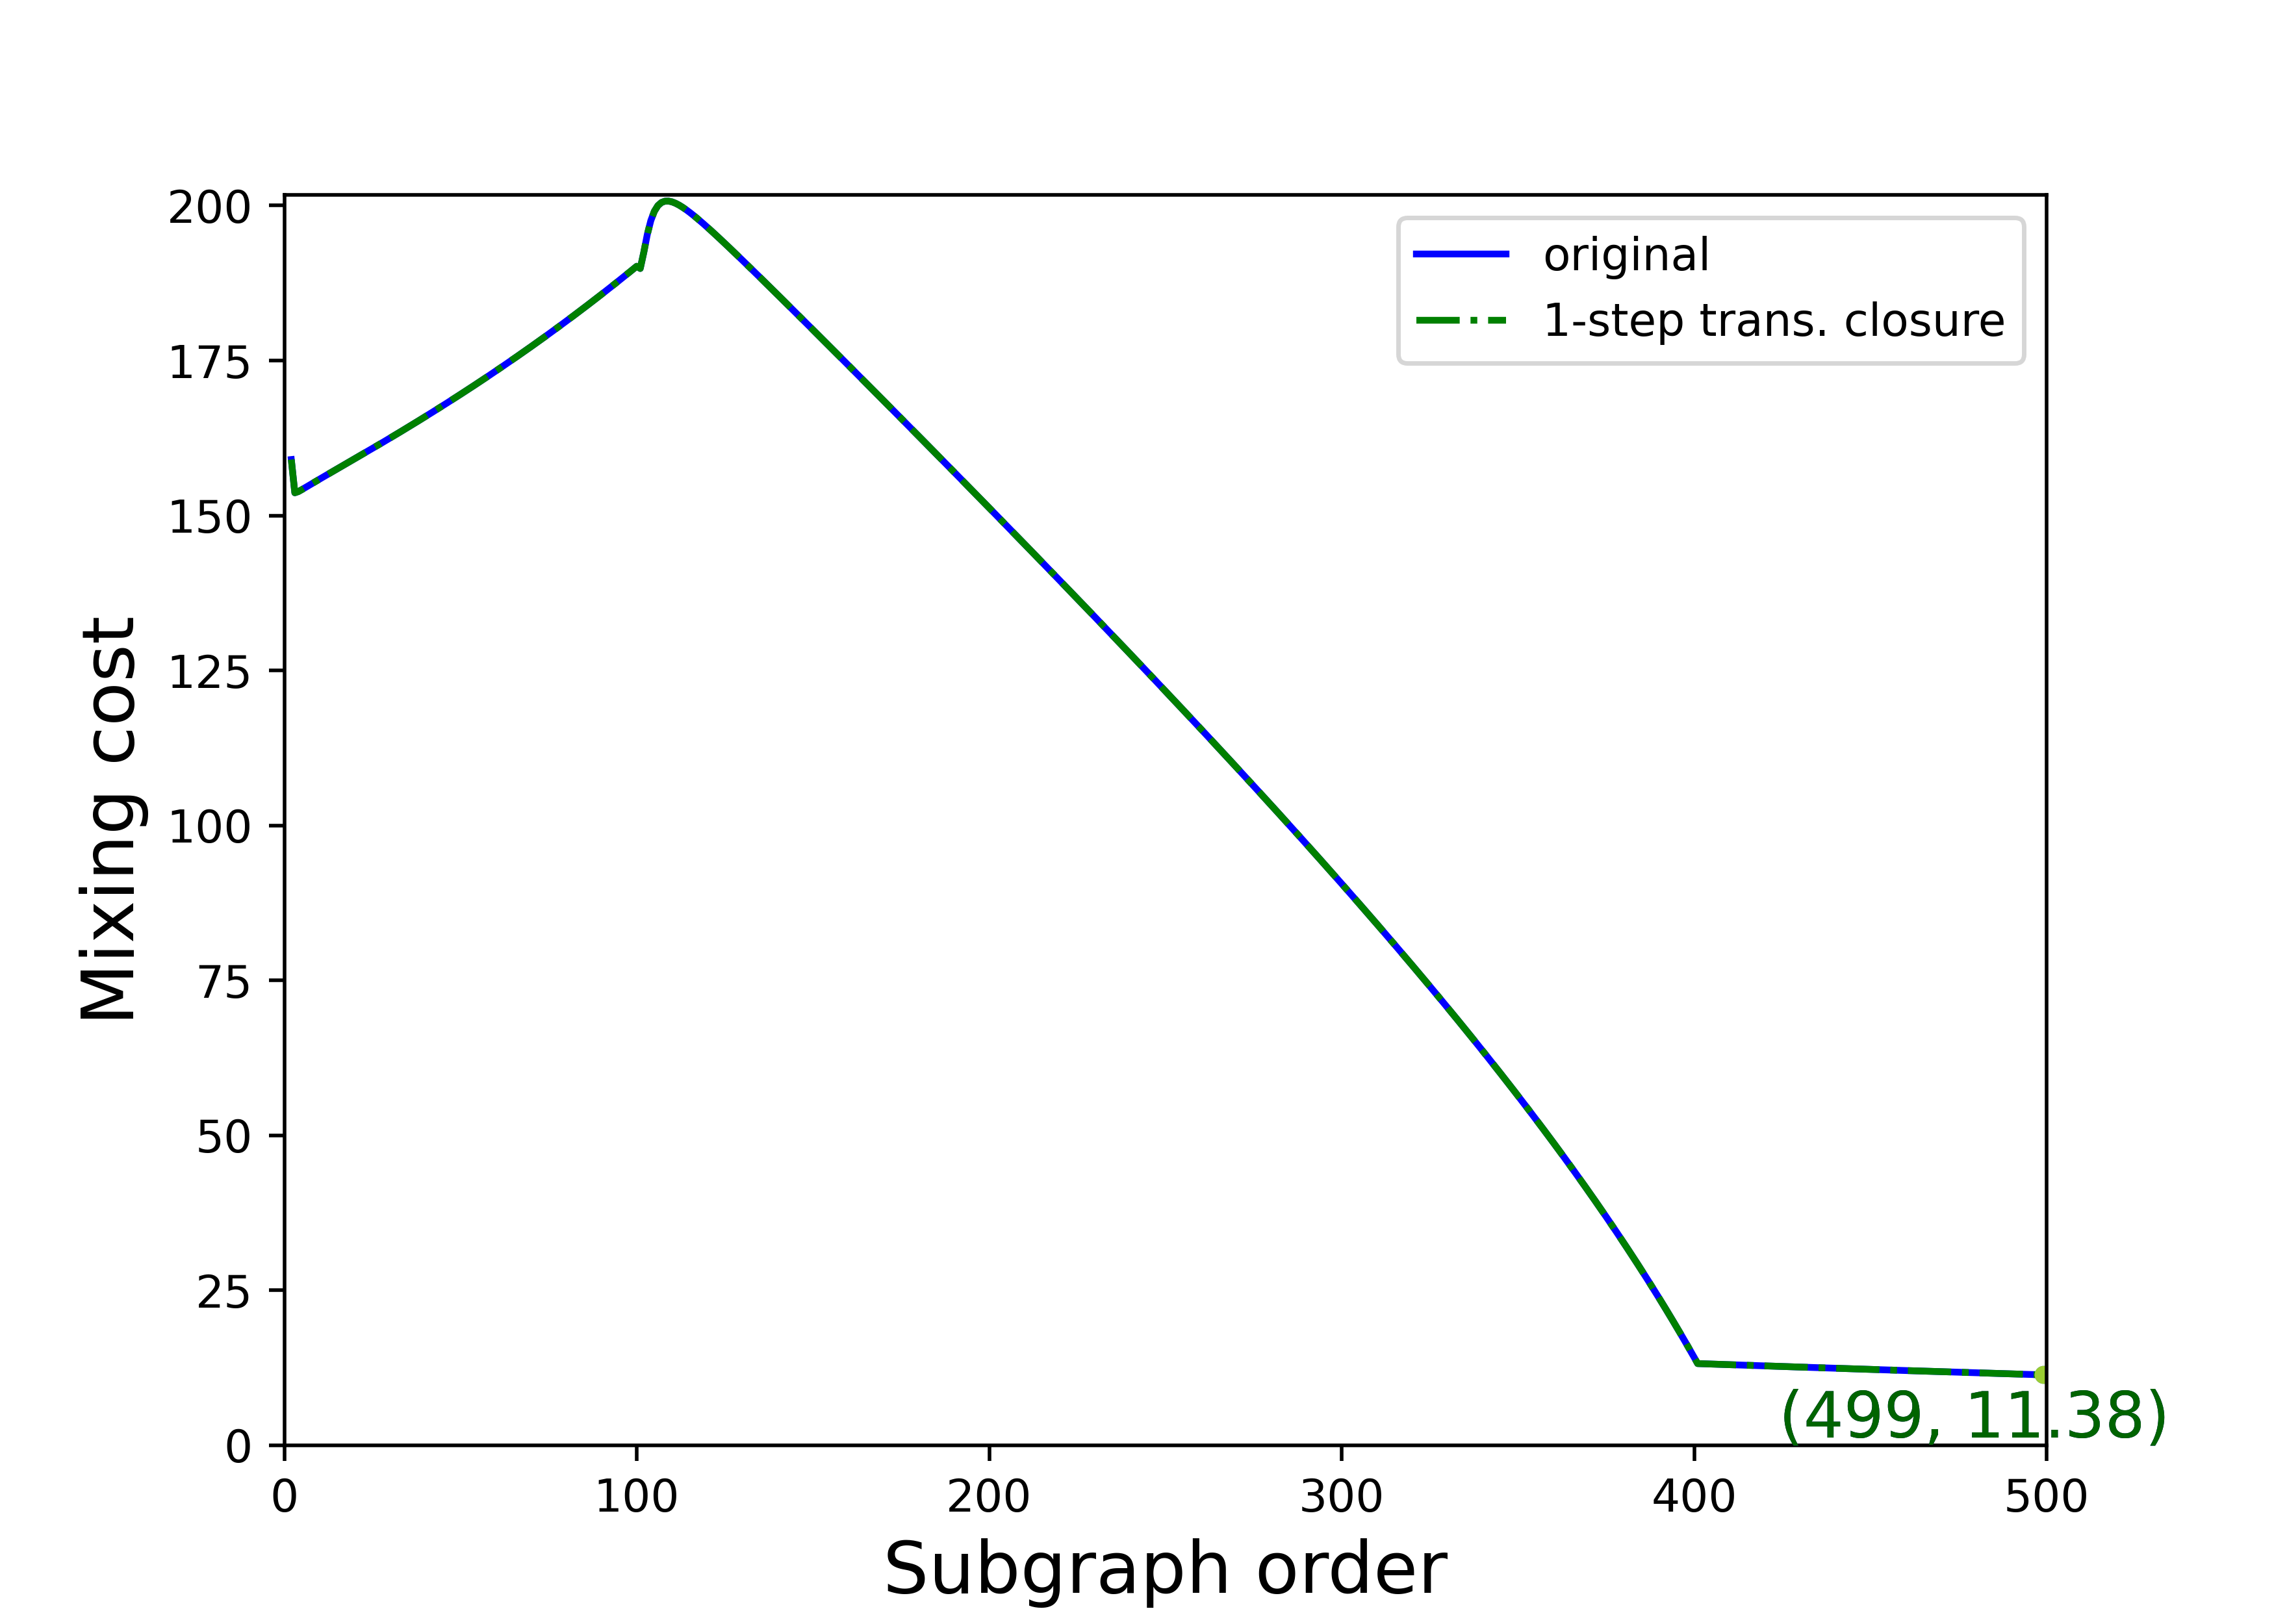 200
175
150
125
100
75
50
25
0
Mixing cost
original
1-step trans. closure
(499, 11.38)
0 100 200 300 400 500
Subgraph order